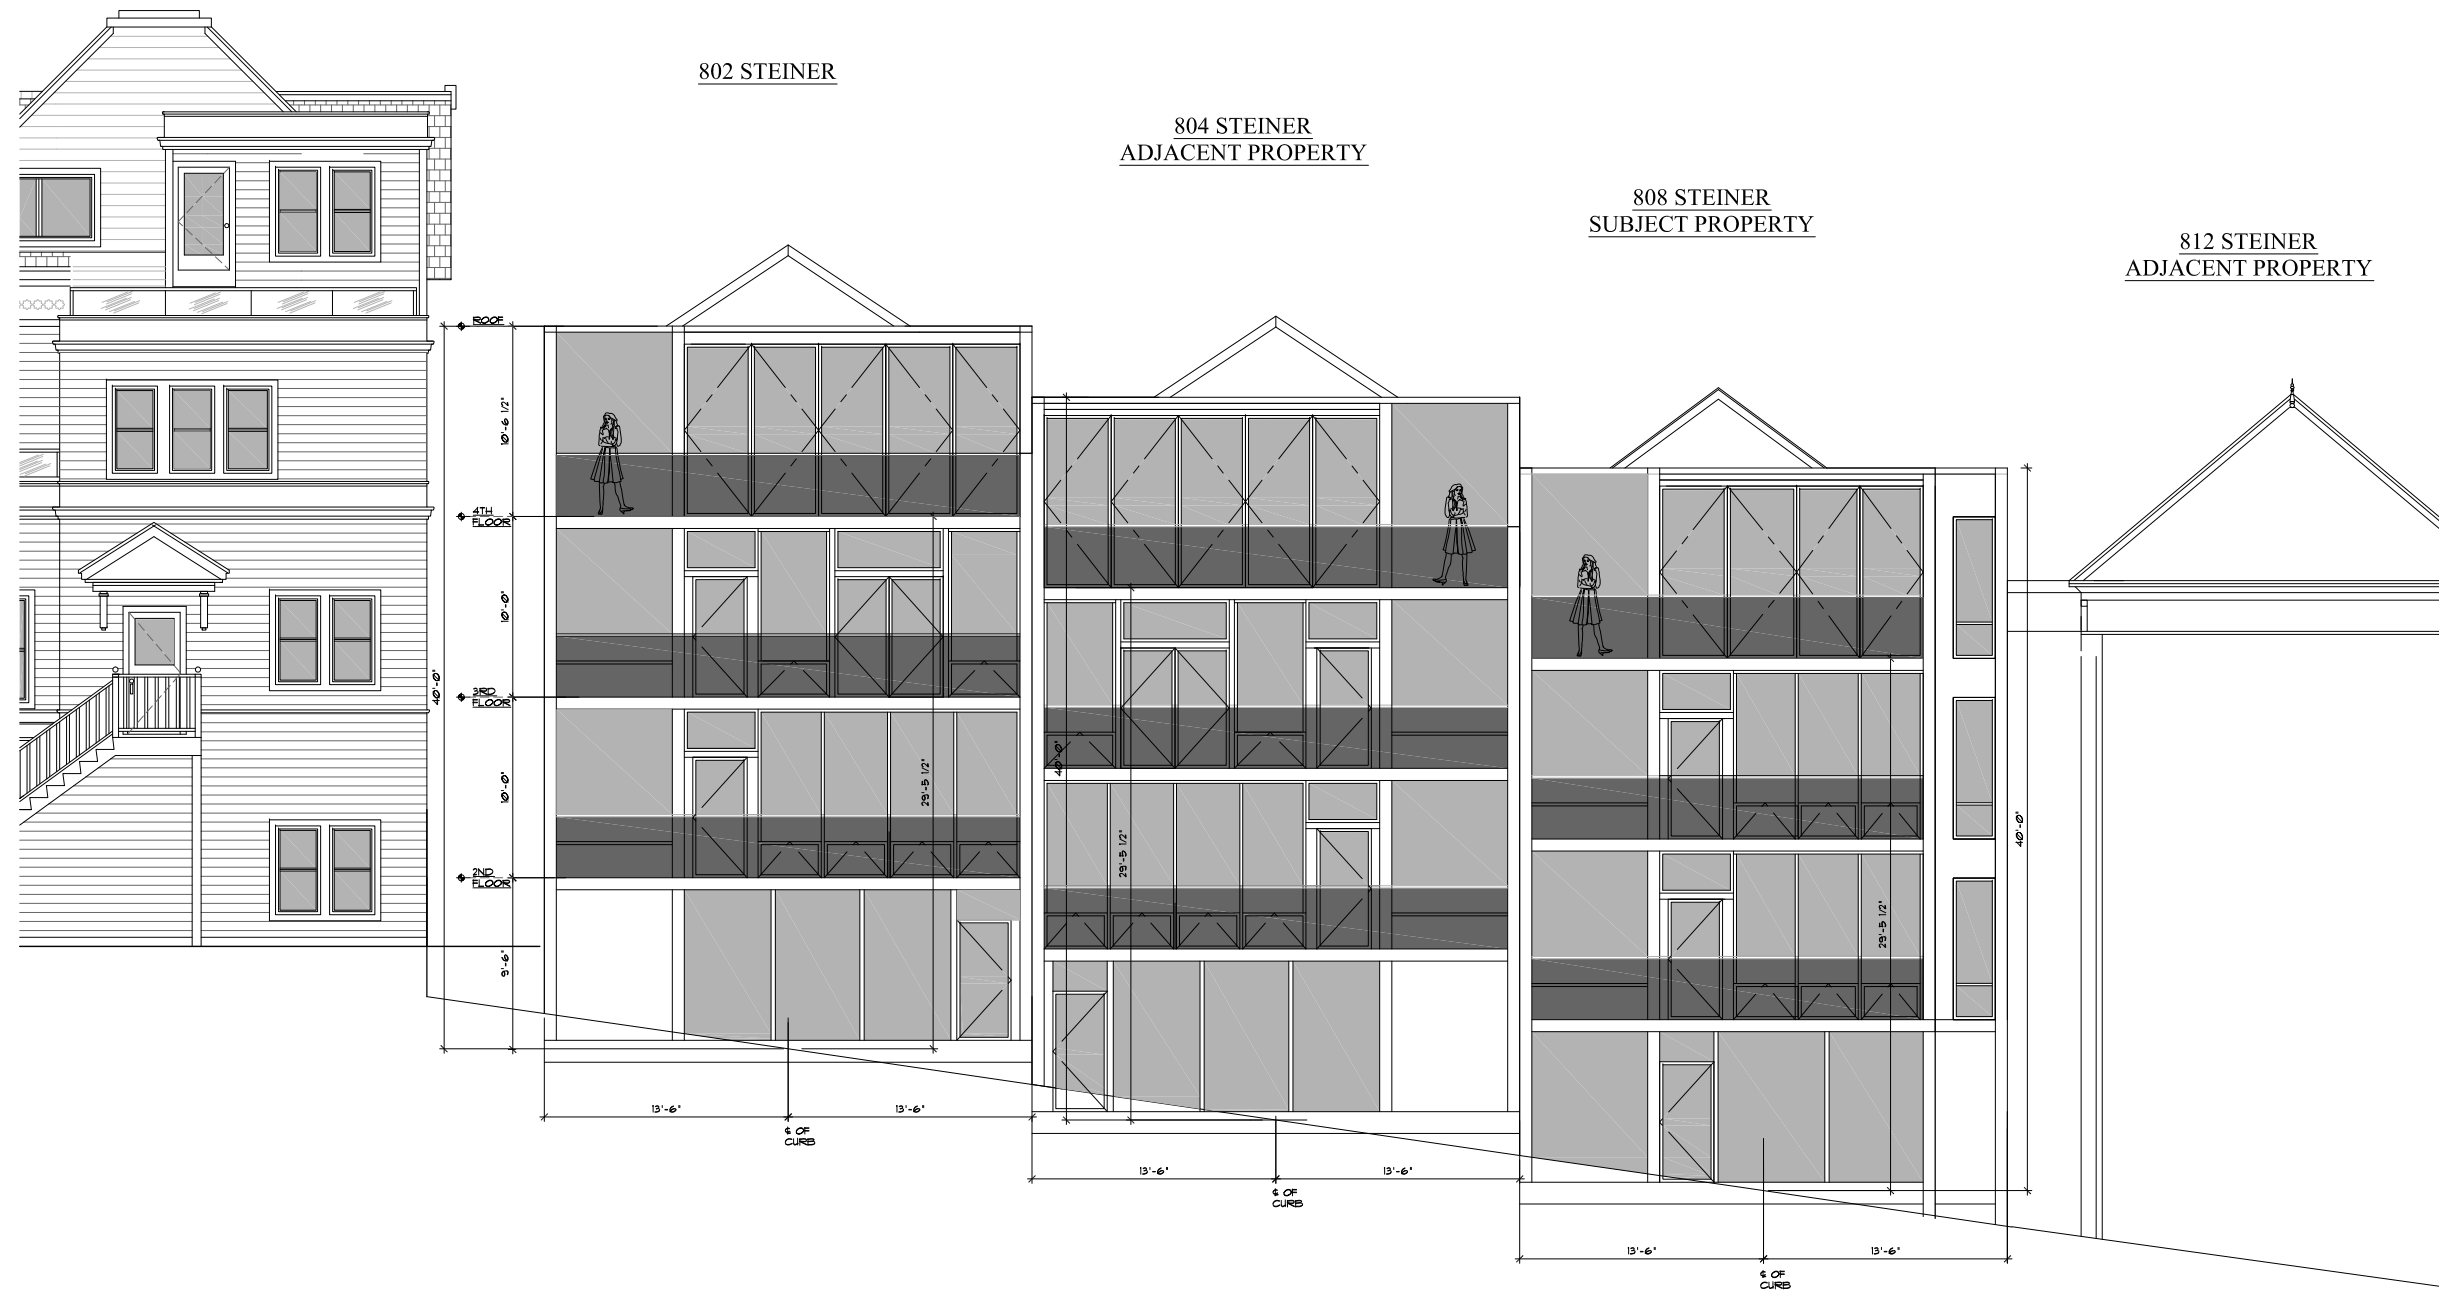 802 STEINER
804 STEINER
ADJACENT PROPERTY
808 STEINER
SUBJECT PROPERTY
812 STEINER
ADJACENT PROPERTY
ROOF
10'-6 1/2"
4TH
FLOOR
10'-0"
40'-0"
3RD
FLOOR
10'-0"
29'-5 1/2"
2ND
FLOOR
9'-6"
40'-0"
29'-5 1/2"
40'-0"
29'-5 1/2"
13'-6"
13'-6"
℄ OF
CURB
13'-6"
13'-6"
℄ OF
CURB
13'-6"
13'-6"
℄ OF
CURB